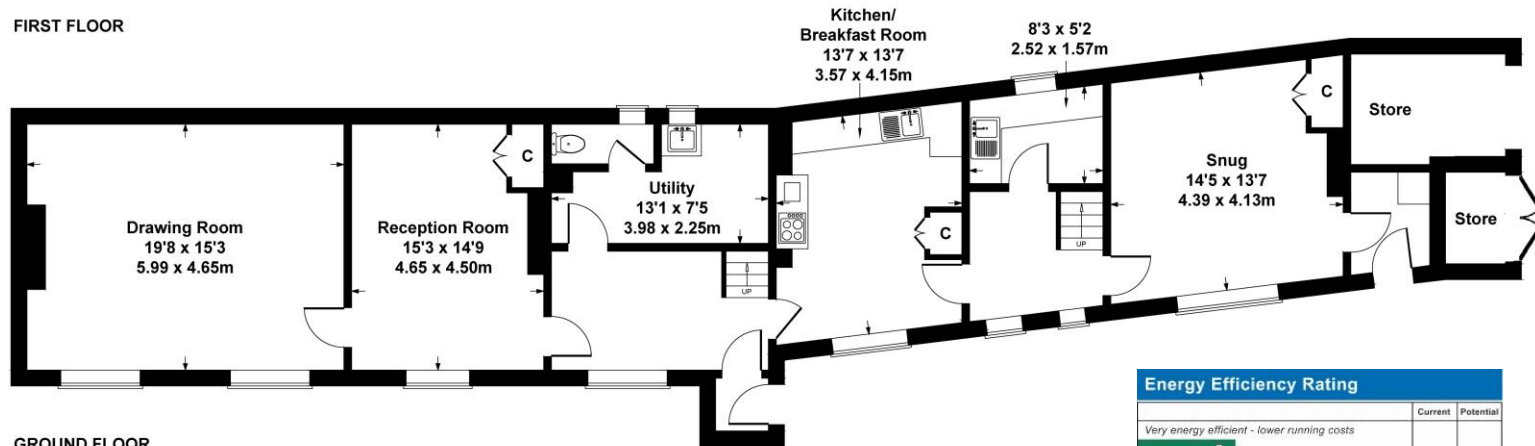 FIRST FLOOR
Kitchen/
Breakfast Room
13'7 x 13'7
3.57 x 4.15m
8'3 x 5'2
2.52 x 1.57m
C
Store
C
Drawing Room
19'8 x 15'3
5.99 x 4.65m
Reception Room
15'3 x 14'9
4.65 x 4.50m
Utility
13'1 x 7'5
3.98 x 2.25m
C
Snug
14'5 x 13'7
4.39 x 4.13m
Store
UP
UP
GROUND FLOOR
Energy Efficiency Rating
Current
Potential
Very energy efficient - lower running costs